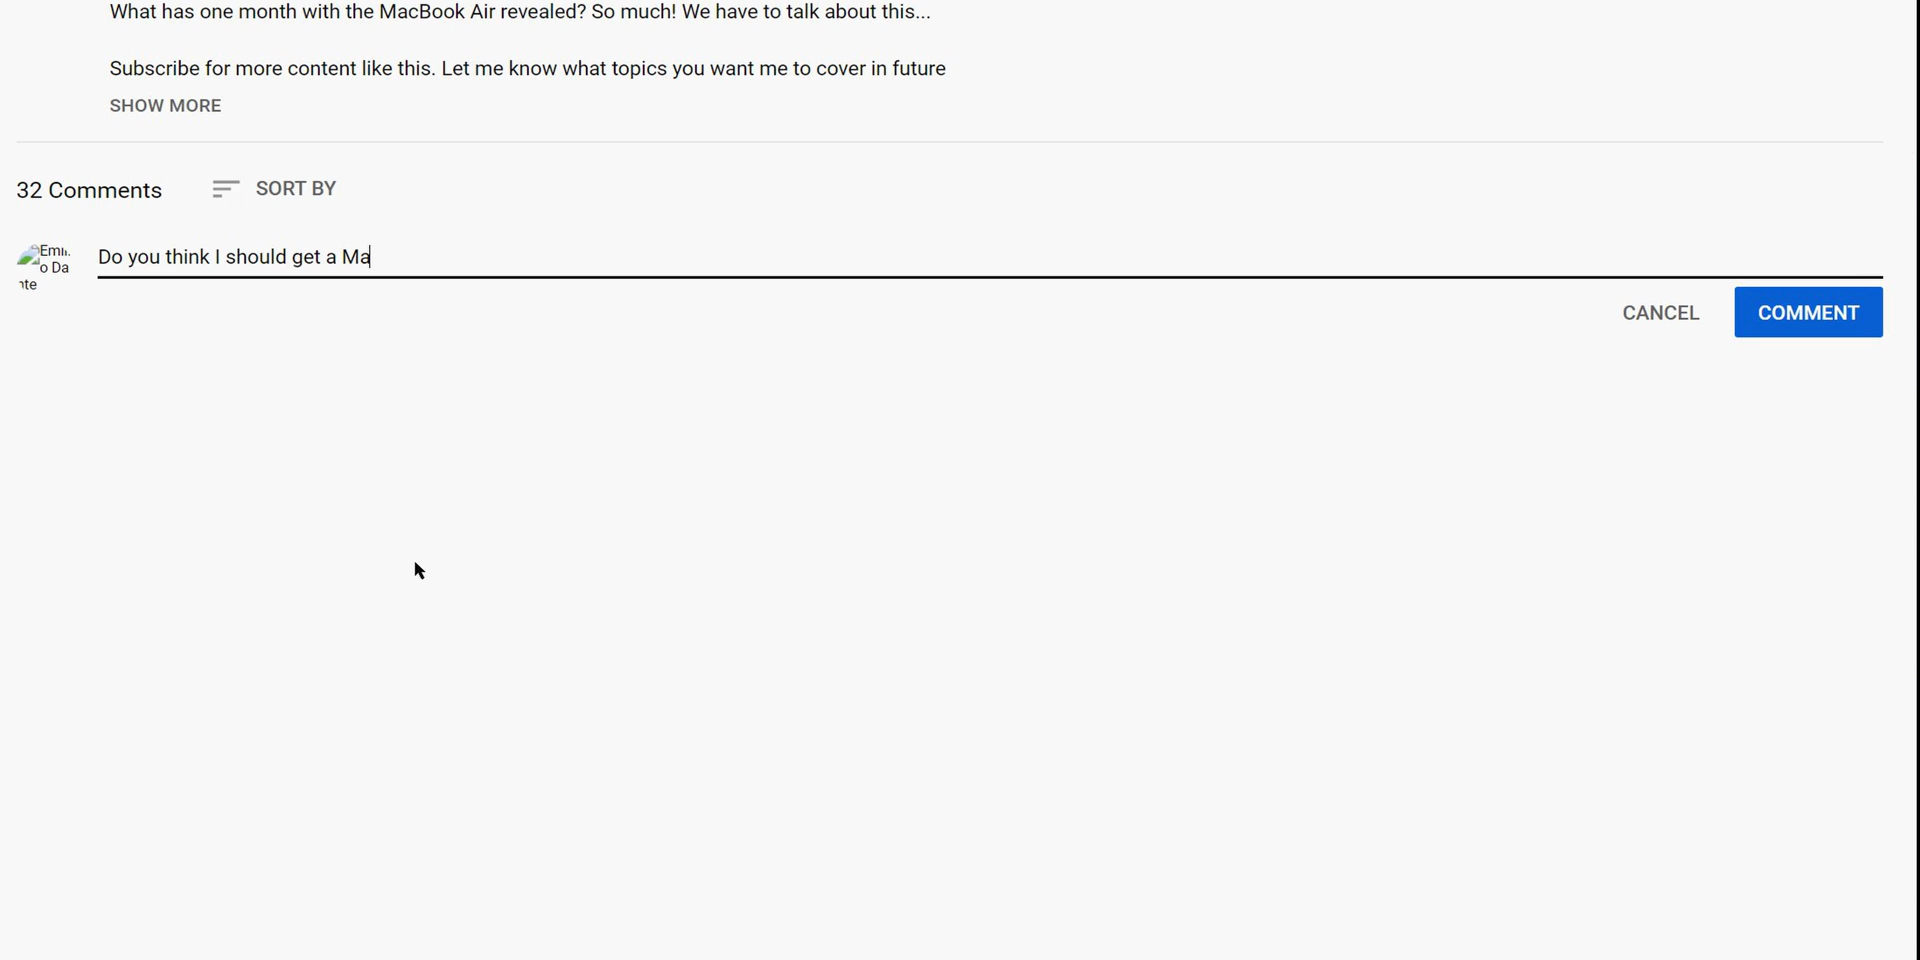 What has one month with the MacBook Air revealed? So much! We have to talk about this...
Subscribe for more content like this. Let me know what topics you want me to cover in future
SHOW MORE
32 Comments
SORT BY
Do you think I should get a Ma
CANCEL
COMMENT